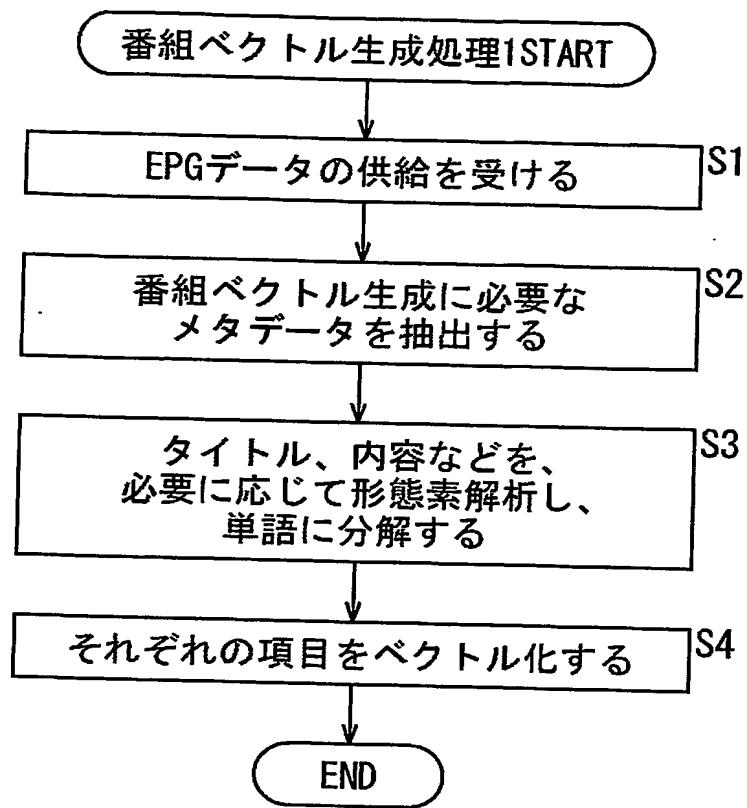 番組ベクトル生成処理1START
EPGデータの供給を受ける
S1
番組ベクトル生成に必要な
メタデータを抽出する
S2
タイトル、内容などを、
必要に応じて形態素解析し、
単語に分解する
S3
それぞれの項目をベクトル化する
S4
END